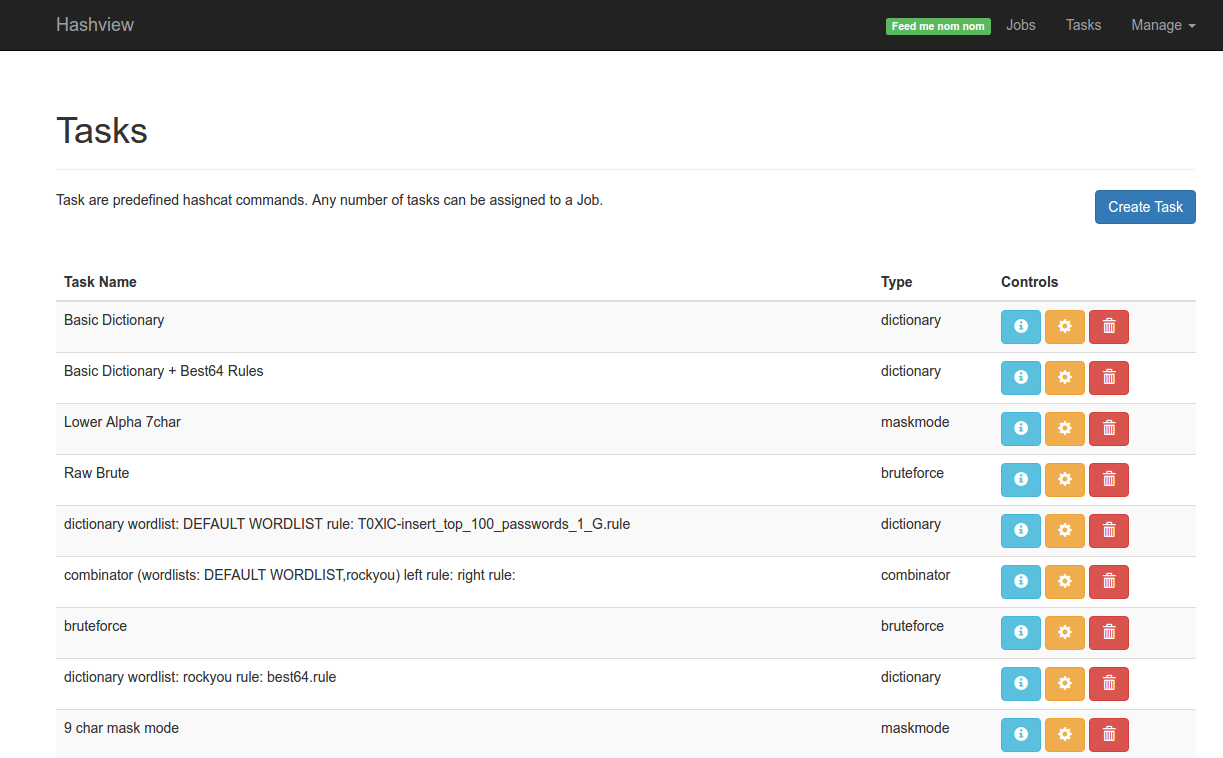 Hashview Feed me nom nom Jobs Tasks Manage
Tasks
Task are predefined hashcat commands. Any number of tasks can be assigned to a Job.
Create Task
Task Name Type Controls
Basic Dictionary dictionary
Basic Dictionary + Best64 Rules dictionary
Lower Alpha 7char maskmode
Raw Brute bruteforce
dictionary wordlist: DEFAULT WORDLIST rule: T0XlC-insert_top_100_passwords_1_G.rule dictionary
combinator (wordlists: DEFAULT WORDLIST,rockyou) left rule: right rule: combinator
bruteforce bruteforce
dictionary wordlist: rockyou rule: best64.rule dictionary
9 char mask mode maskmode